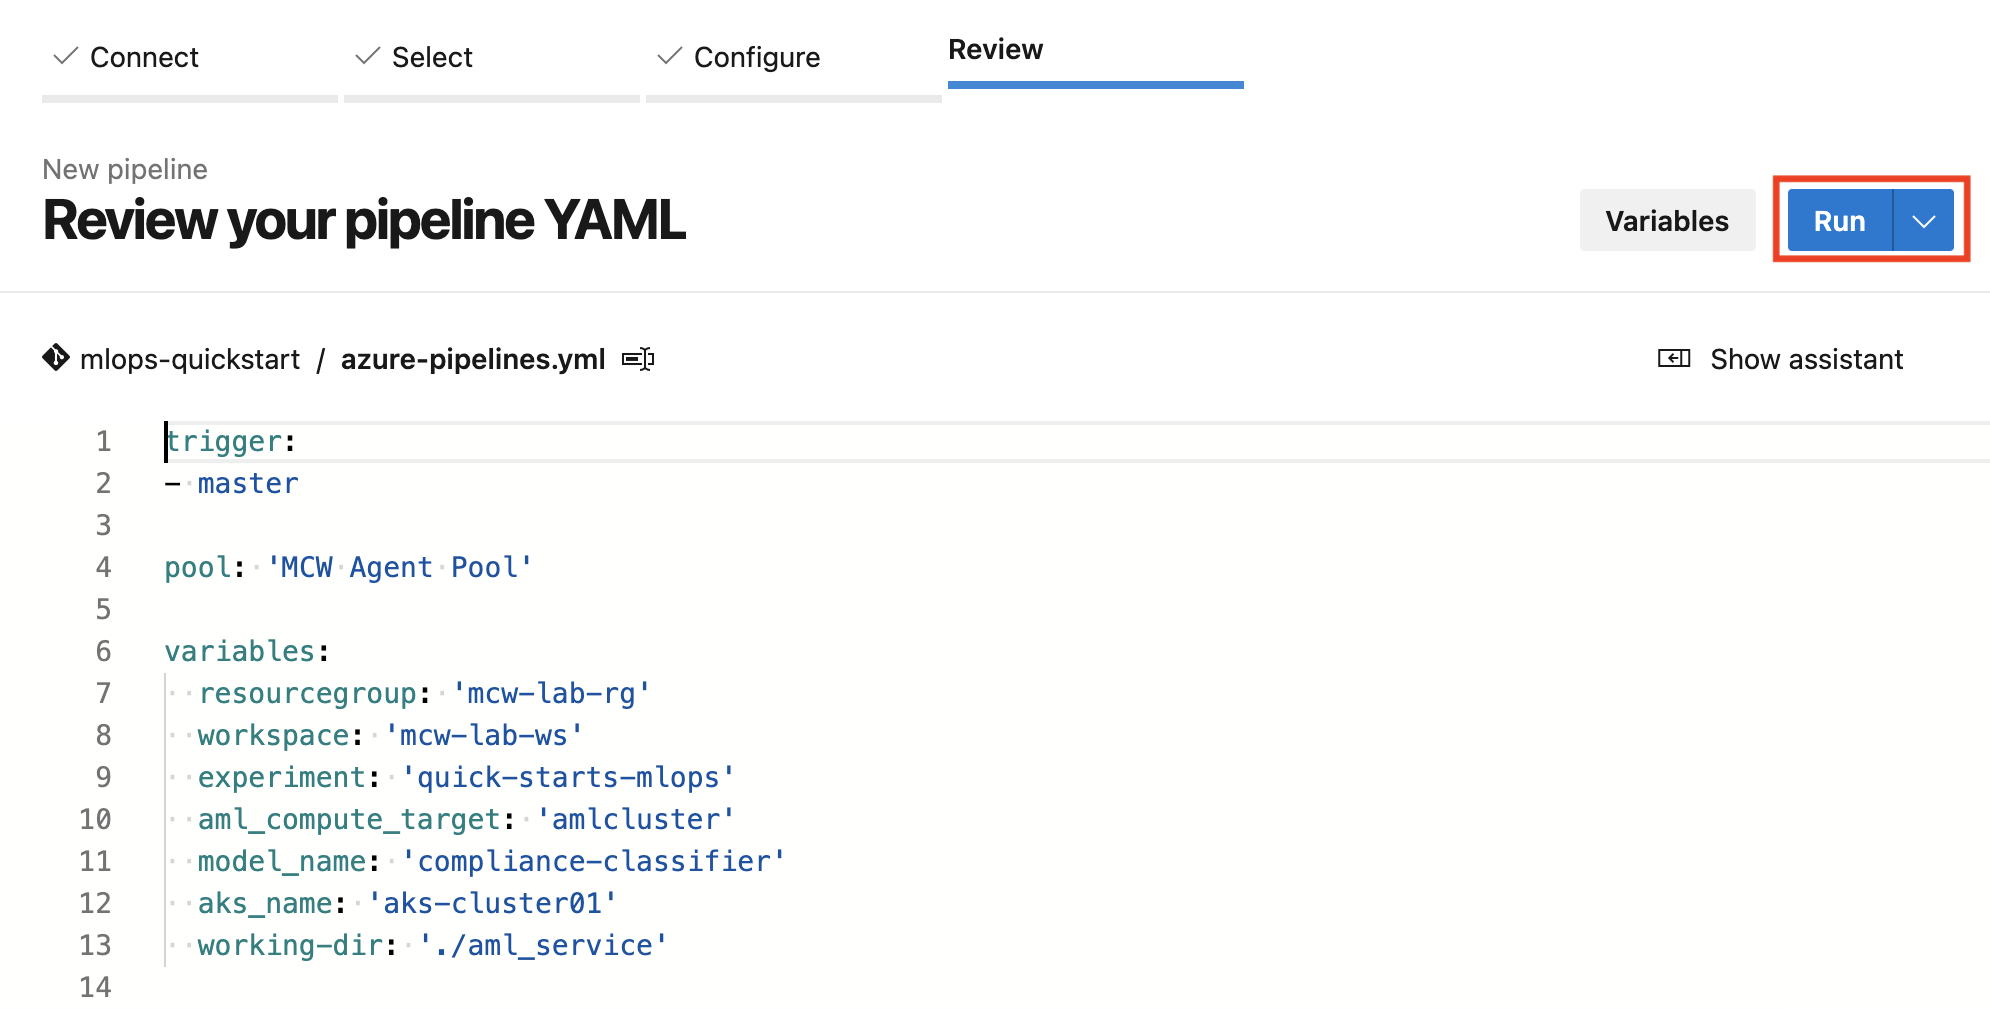 Connect Select Configure Review
New pipeline
Review your pipeline YAML
Variables Run
mlops-quickstart / azure-pipelines.yml Show assistant
1 trigger:
2 - master
3
4 pool: 'MCW Agent Pool'
5
6 variables:
7   resourcegroup: 'mcw-lab-rg'
8   workspace: 'mcw-lab-ws'
9   experiment: 'quick-starts-mlops'
10   aml_compute_target: 'amlcluster'
11   model_name: 'compliance-classifier'
12   aks_name: 'aks-cluster01'
13   working-dir: './aml_service'
14